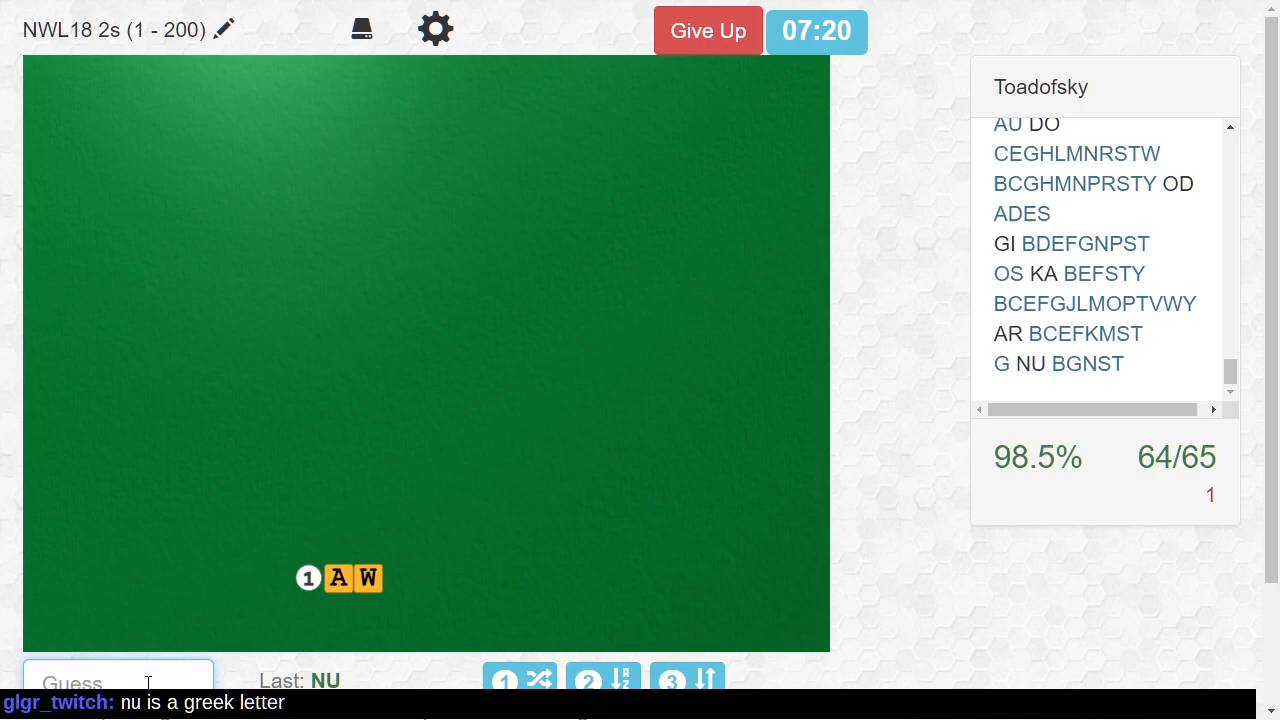 NWL18 2s (1 - 200)
Give Up
07:20
Toadofsky
AU DO
CEGHLMNRSTW
BCGHMNPRSTY OD
ADES
GI BDEFGNPST
OS KA BEFSTY
BCEFGJLMOPTVWY
AR BCEFKMST
G NU BGNST
98.5% 64/65
1
1 A W
Guess
Last: NU
1 2 A Z 3
glgr_twitch: nu is a greek letter